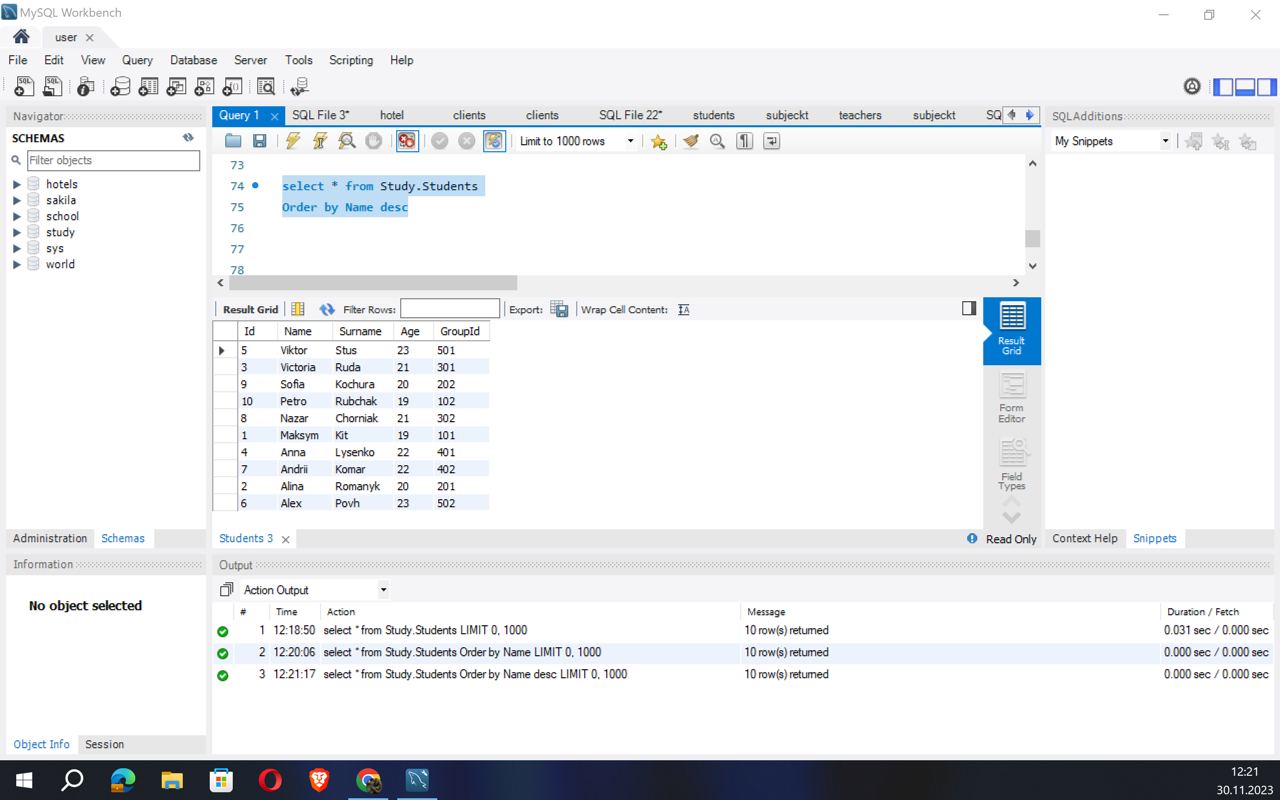 MySQL Workbench
user
File Edit View Query Database Server Tools Scripting Help
Navigator
SCHEMAS
Filter objects
hotels
sakila
school
study
sys
world
Administration Schemas
Information
No object selected
Object Info Session
Query 1 SQL File 3* hotel clients clients SQL File 22* students subjeckt teachers subjeckt SQ
Limit to 1000 rows
73
74 select * from Study.Students
75 Order by Name desc
76
77
78
Result Grid Filter Rows: Export: Wrap Cell Content:
Id Name Surname Age GroupId
5 Viktor Stus 23 501
3 Victoria Ruda 21 301
9 Sofia Kochura 20 202
10 Petro Rubchak 19 102
8 Nazar Chorniak 21 302
1 Maksym Kit 19 101
4 Anna Lysenko 22 401
7 Andrii Komar 22 402
2 Alina Romanyk 20 201
6 Alex Povh 23 502
Result
Grid
Form
Editor
Field
Types
Students 3 Read Only
SQLAdditions
My Snippets
Context Help Snippets
Output
Action Output
# Time Action Message Duration / Fetch
1 12:18:50 select * from Study.Students LIMIT 0, 1000 10 row(s) returned 0.031 sec / 0.000 sec
2 12:20:06 select * from Study.Students Order by Name LIMIT 0, 1000 10 row(s) returned 0.000 sec / 0.000 sec
3 12:21:17 select * from Study.Students Order by Name desc LIMIT 0, 1000 10 row(s) returned 0.000 sec / 0.000 sec
12:21
30.11.2023